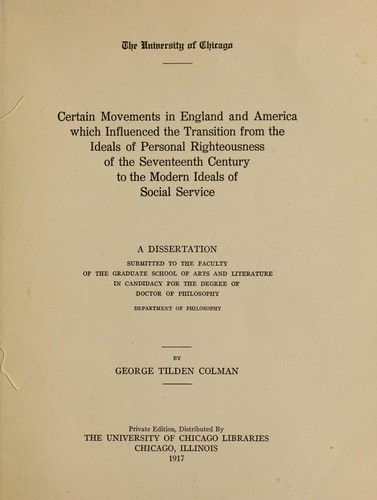 The University of Chicago
Certain Movements in England and America
which Influenced the Transition from the
Ideals of Personal Righteousness
of the Seventeenth Century
to the Modern Ideals of
Social Service
A DISSERTATION
SUBMITTED TO THE FACULTY
OF THE GRADUATE SCHOOL OF ARTS AND LITERATURE
IN CANDIDACY FOR THE DEGREE OF
DOCTOR OF PHILOSOPHY
DEPARTMENT OF PHILOSOPHY
BY
GEORGE TILDEN COLMAN
Private Edition, Distributed By
THE UNIVERSITY OF CHICAGO LIBRARIES
CHICAGO, ILLINOIS
1917